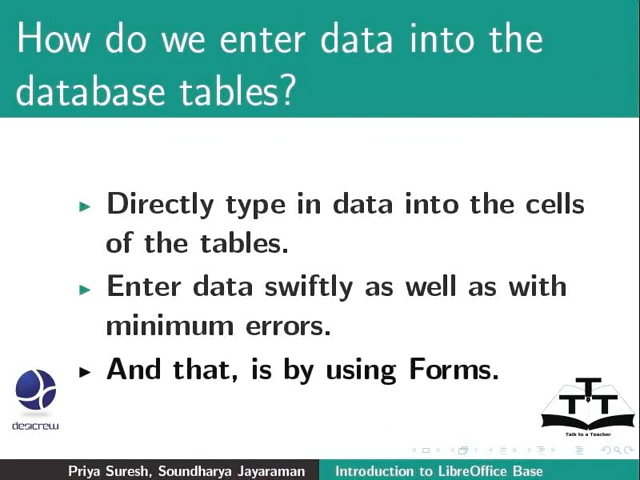 How do we enter data into the
database tables?
▶ Directly type in data into the cells
of the tables.
▶ Enter data swiftly as well as with
minimum errors.
▶ And that, is by using Forms.
desicrew
TTT
Talk to a Teacher
Priya Suresh, Soundharya Jayaraman Introduction to LibreOffice Base